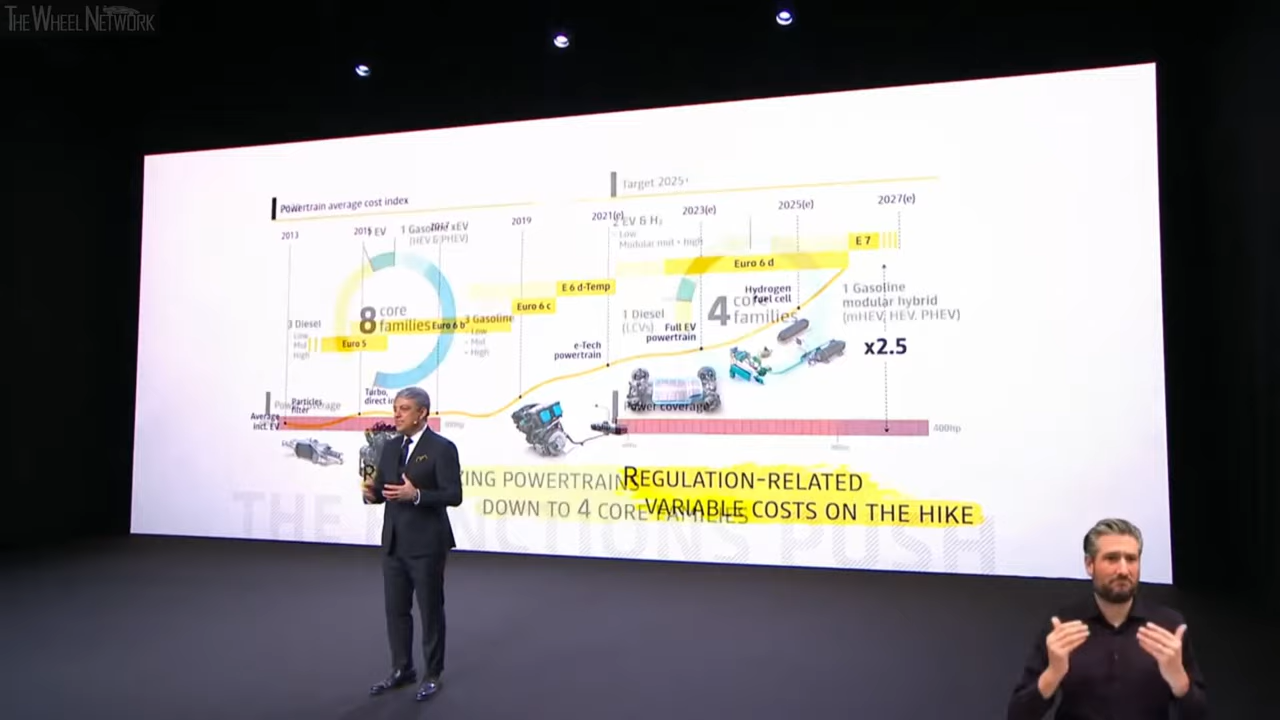 THE WHEEL NETWORK
Target 2025+
Powertrain average cost index
2013
2015
2017
2019
2021(e)
2023(e)
2025(e)
2027(e)
EV
1 Gasoline xEV
(HEV & PHEV)
2 EV & H₂
Low
Modular mid + high
E 7
Euro 6 d
E 6 d-Temp
Euro 6 c
Euro 6 b
Euro 5
8 core
families
3 Diesel
Low
Mid
High
3 Gasoline
Low
Mid
High
4 core
families
Hydrogen
fuel cell
1 Gasoline
modular hybrid
(mHEV, HEV, PHEV)
1 Diesel
(LCVs)
Full EV
powertrain
e-Tech
powertrain
x2.5
Turbo,
Particles
filter
Power coverage
Average
incl. EV
400hp
ZING POWERTRAINS
DOWN TO 4 CORE FAMILIES
REGULATION-RELATED
VARIABLE COSTS ON THE HIKE
THE
PUSH